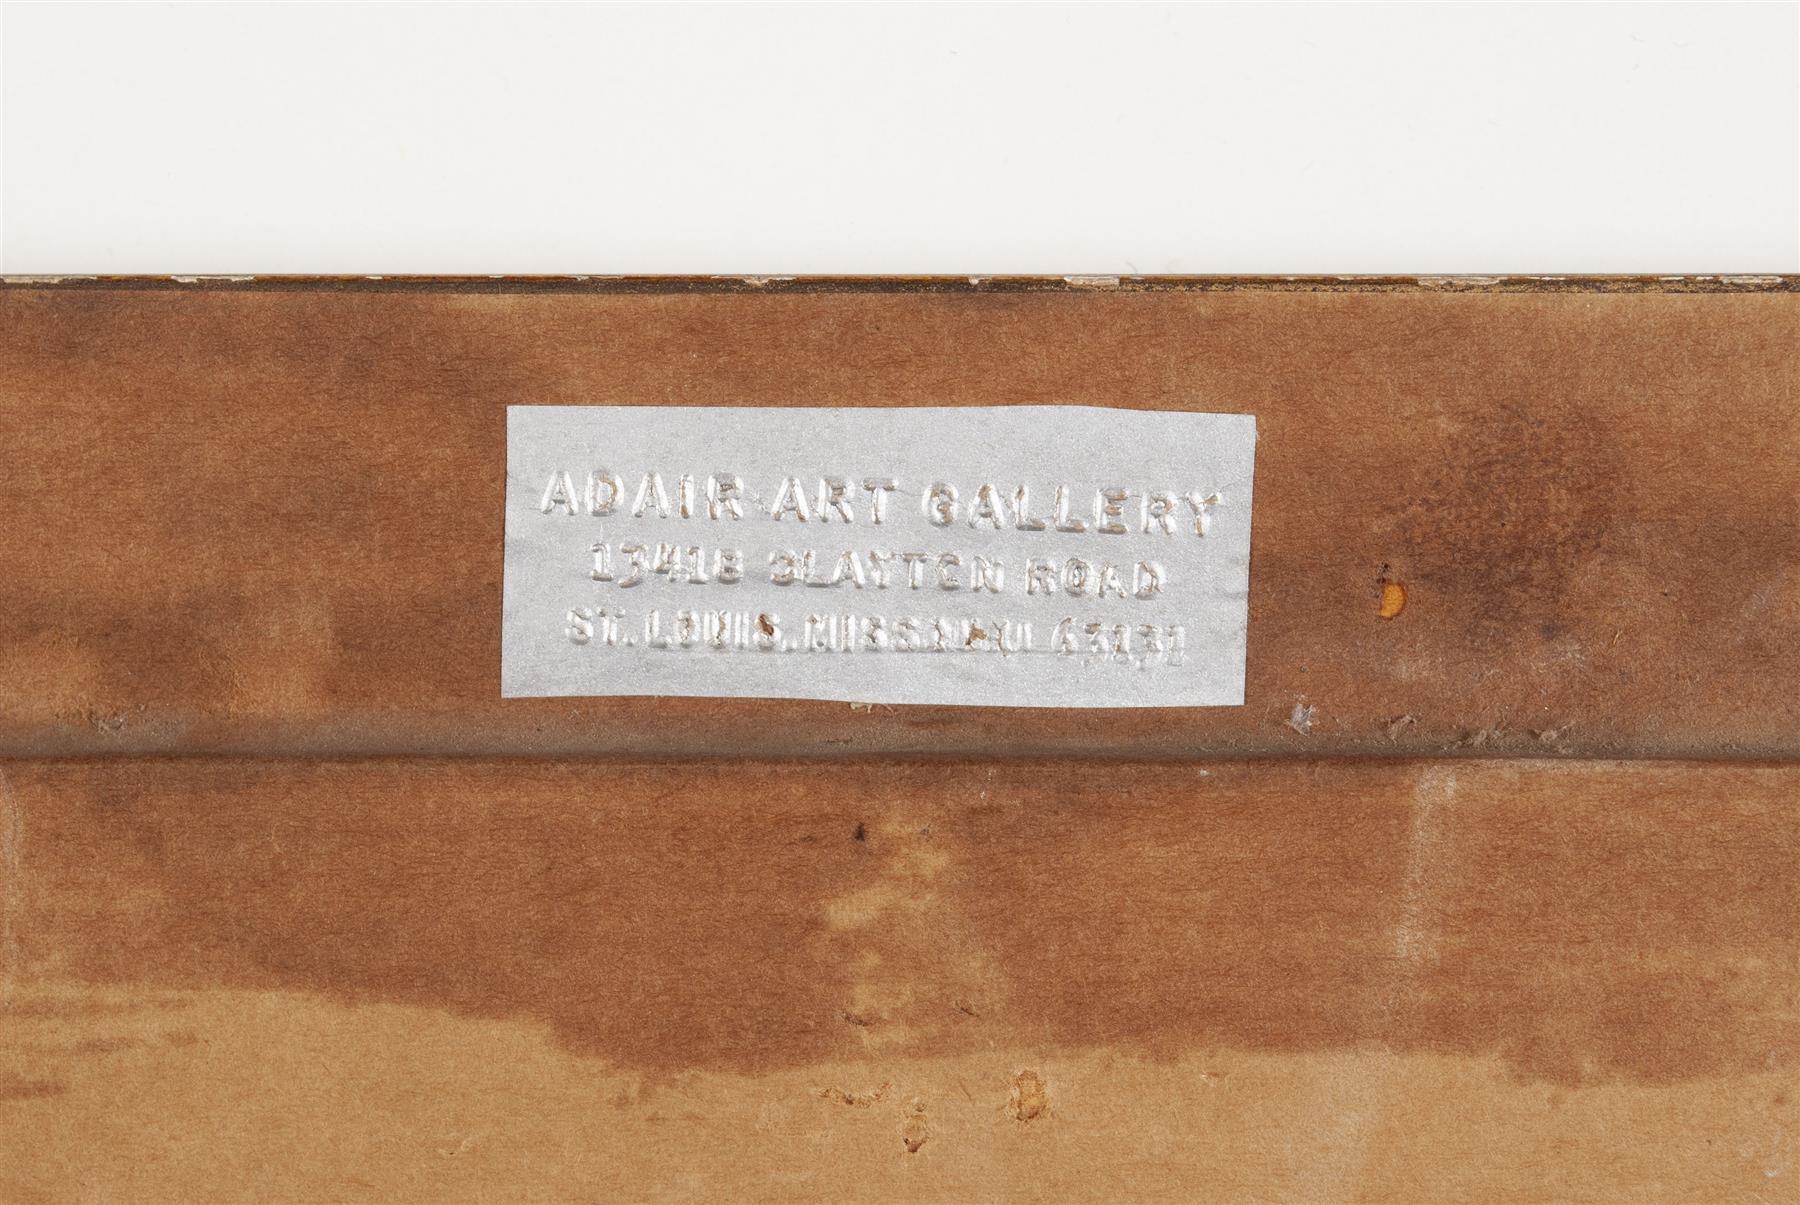 ADAIR ART GALLERY
13418 CLAYTON ROAD
ST. LOUIS, MISSOURI 63131